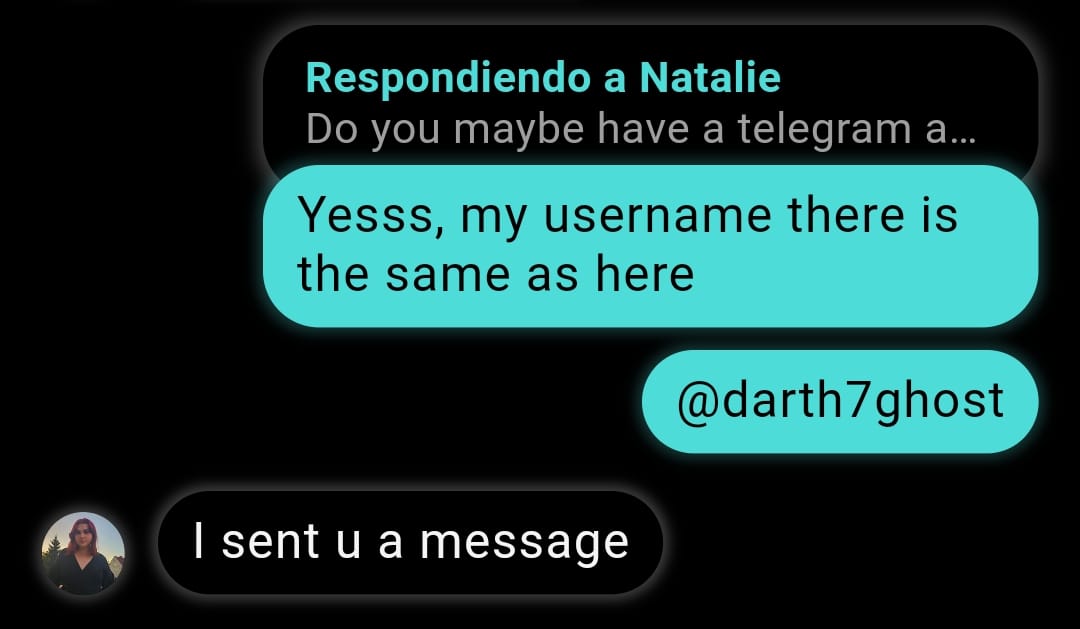 Respondiendo a Natalie
Do you maybe have a telegram a...
Yesss, my username there is
the same as here
@darth7ghost
I sent u a message